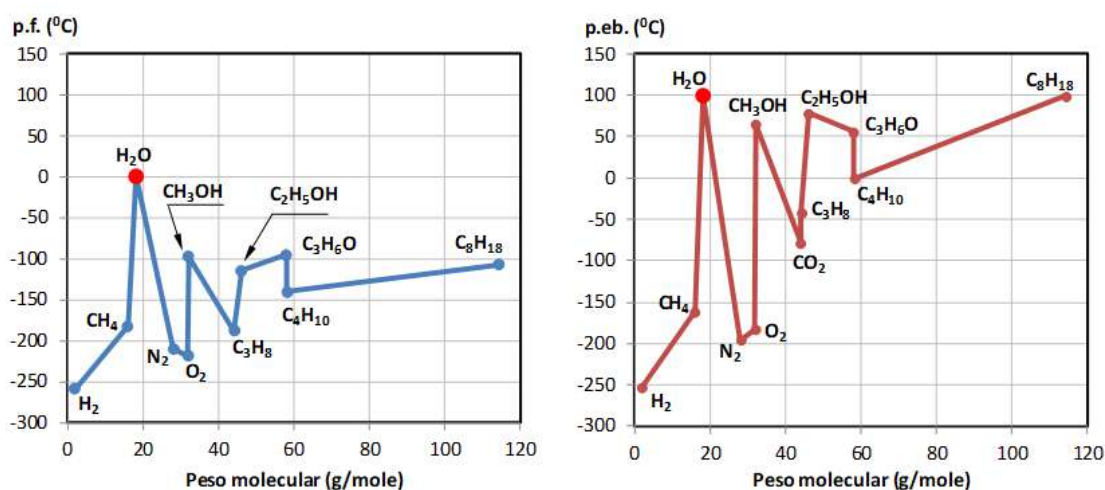 p.f. (⁰C)
150
100
50
0
-50
-100
-150
-200
-250
-300
0 20 40 60 80 100 120
Peso molecular (g/mole)
H₂
CH₄
H₂O
N₂
O₂
CH₃OH
C₃H₈
C₂H₅OH
C₃H₆O
C₄H₁₀
C₈H₁₈
p.eb. (⁰C)
150
100
50
0
-50
-100
-150
-200
-250
-300
0 20 40 60 80 100 120
Peso molecular (g/mole)
H₂
CH₄
H₂O
N₂
O₂
CH₃OH
CO₂
C₃H₈
C₂H₅OH
C₃H₆O
C₄H₁₀
C₈H₁₈